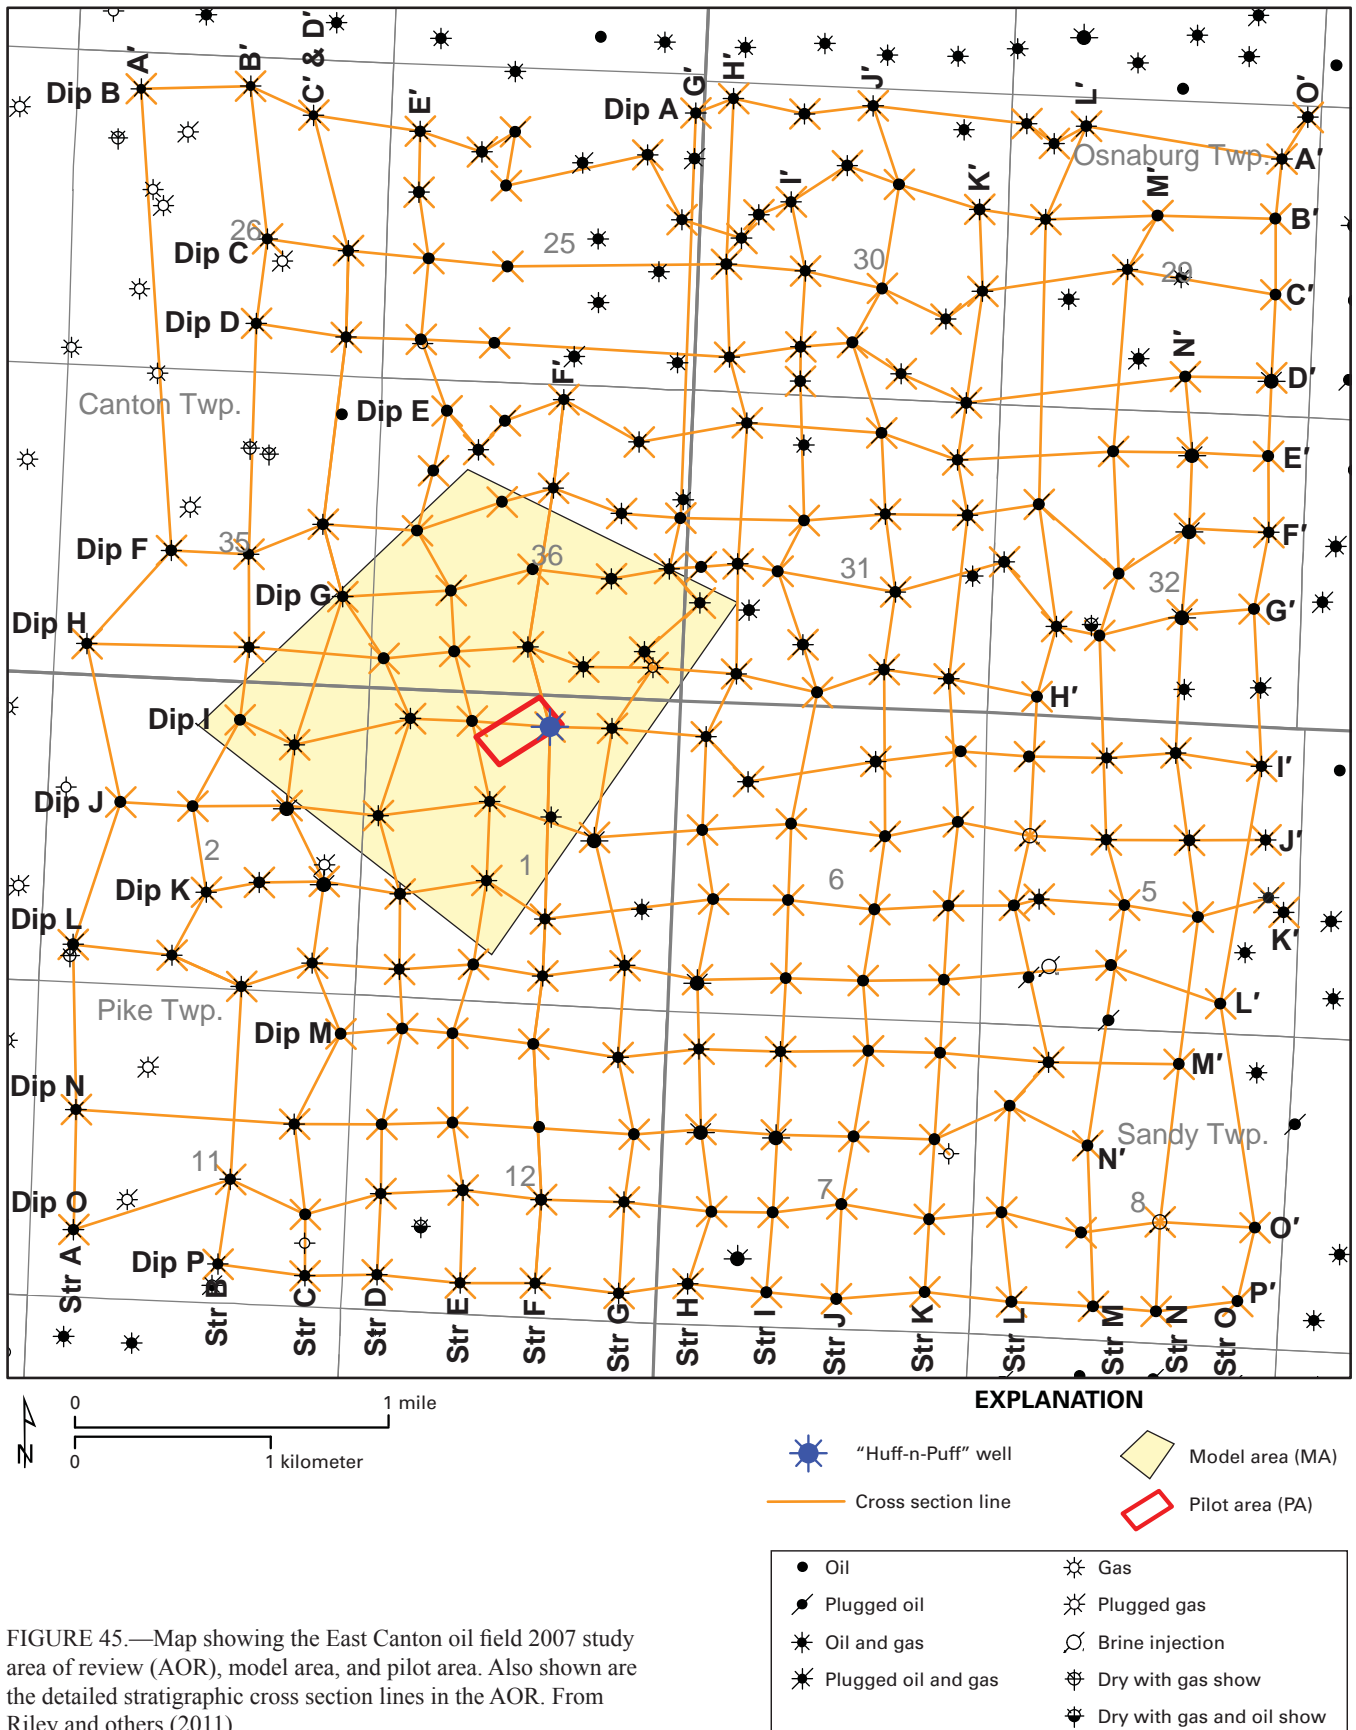 A′
B′
C′ & D′
E′
G′
H′
J′
L′
O′
Dip B
Dip A
Osnaburg Twp.
A′
I′
K′
M′
B′
26
25
30
29
Dip C
C′
Dip D
N′
F′
D′
Canton Twp.
Dip E
E′
Dip F
35
36
31
32
F′
Dip G
G′
Dip H
H′
Dip I
I′
Dip J
J′
2
1
6
5
Dip K
Dip L
K′
Pike Twp.
L′
Dip M
M′
Dip N
Sandy Twp.
N′
11
12
7
8
Dip O
O′
Dip P
P′
Str A
Str B
Str C
Str D
Str E
Str F
Str G
Str H
Str I
Str J
Str K
Str L
Str M
Str N
Str O
N
0 1 mile
0 1 kilometer
EXPLANATION
“Huff-n-Puff” well
Model area (MA)
Cross section line
Pilot area (PA)
Oil
Gas
Plugged oil
Plugged gas
Oil and gas
Brine injection
Plugged oil and gas
Dry with gas show
Dry with gas and oil show
FIGURE 45.—Map showing the East Canton oil field 2007 study
area of review (AOR), model area, and pilot area. Also shown are
the detailed stratigraphic cross section lines in the AOR. From
Riley and others (2011)